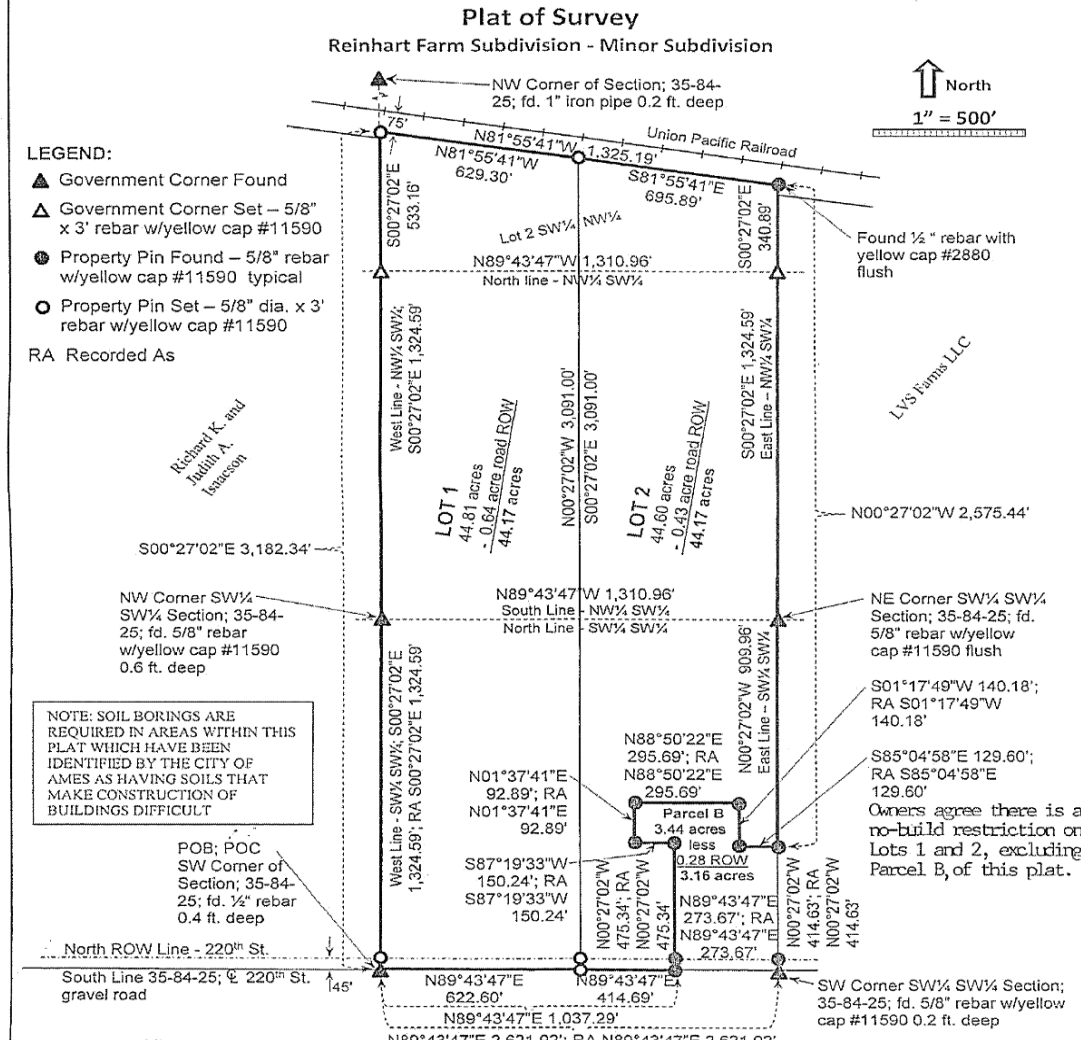 Plat of Survey
Reinhart Farm Subdivision - Minor Subdivision
NW Corner of Section; 35-84-
25; fd. 1" iron pipe 0.2 ft. deep
North
1" = 500'
75'
N81°55'41"W 1,325.19'
Union Pacific Railroad
N81°55'41"W
629.30'
S81°55'41"E
695.89'
LEGEND:
Government Corner Found
Government Corner Set – 5/8"
x 3' rebar w/yellow cap #11590
Property Pin Found – 5/8" rebar
w/yellow cap #11590 typical
Property Pin Set – 5/8" dia. x 3'
rebar w/yellow cap #11590
RA Recorded As
S00°27'02"E
533.16'
Lot 2 SW¼ NW¼
S00°27'02"E
340.89'
Found ½ " rebar with
yellow cap #2880
flush
N89°43'47"W 1,310.96'
North line - NW¼ SW¼
West Line - NW¼ SW¼;
S00°27'02"E 1,324.59'
N00°27'02"W 3,091.00'
S00°27'02"E 3,091.00'
S00°27'02"E 1,324.59'
East Line – NW¼ SW¼
Richard K. and
Judith A.
Isaacson
LVS Farms LLC
LOT 1
44.81 acres
- 0.64 acre road ROW
44.17 acres
LOT 2
44.60 acres
- 0.43 acre road ROW
44.17 acres
N00°27'02"W 2,575.44'
S00°27'02"E 3,182.34'
NW Corner SW¼
SW¼ Section; 35-84-
25; fd. 5/8" rebar
w/yellow cap #11590
0.6 ft. deep
N89°43'47"W 1,310.96'
South Line - NW¼ SW¼
North Line - SW¼ SW¼
NE Corner SW¼ SW¼
Section; 35-84-25; fd.
5/8" rebar w/yellow
cap #11590 flush
West Line - SW¼ SW¼; S00°27'02"E
1,324.59'; RA S00°27'02"E 1,324.59'
N00°27'02"W 909.96'
East Line – SW¼ SW¼
S01°17'49"W 140.18';
RA S01°17'49"W
140.18'
NOTE: SOIL BORINGS ARE
REQUIRED IN AREAS WITHIN THIS
PLAT WHICH HAVE BEEN
IDENTIFIED BY THE CITY OF
AMES AS HAVING SOILS THAT
MAKE CONSTRUCTION OF
BUILDINGS DIFFICULT
N88°50'22"E
295.69'; RA
N88°50'22"E
295.69'
N01°37'41"E
92.89'; RA
N01°37'41"E
92.89'
S85°04'58"E 129.60';
RA S85°04'58"E
129.60'
Parcel B
3.44 acres
less
0.28 ROW
3.16 acres
Owners agree there is a
no-build restriction on
Lots 1 and 2, excluding
Parcel B, of this plat.
S87°19'33"W
150.24'; RA
S87°19'33"W
150.24'
N00°27'02"W
475.34'; RA
N00°27'02"W
475.34'
N89°43'47"E
273.67'; RA
N89°43'47"E
273.67'
N00°27'02"W
414.63'; RA
N00°27'02"W
414.63'
POB; POC
SW Corner of
Section; 35-84-
25; fd. ½" rebar
0.4 ft. deep
North ROW Line - 220th St.
South Line 35-84-25; ℄ 220th St.
gravel road
45'
N89°43'47"E
622.60'
N89°43'47"E
414.69'
N89°43'47"E 1,037.29'
SW Corner SW¼ SW¼ Section;
35-84-25; fd. 5/8" rebar w/yellow
cap #11590 0.2 ft. deep